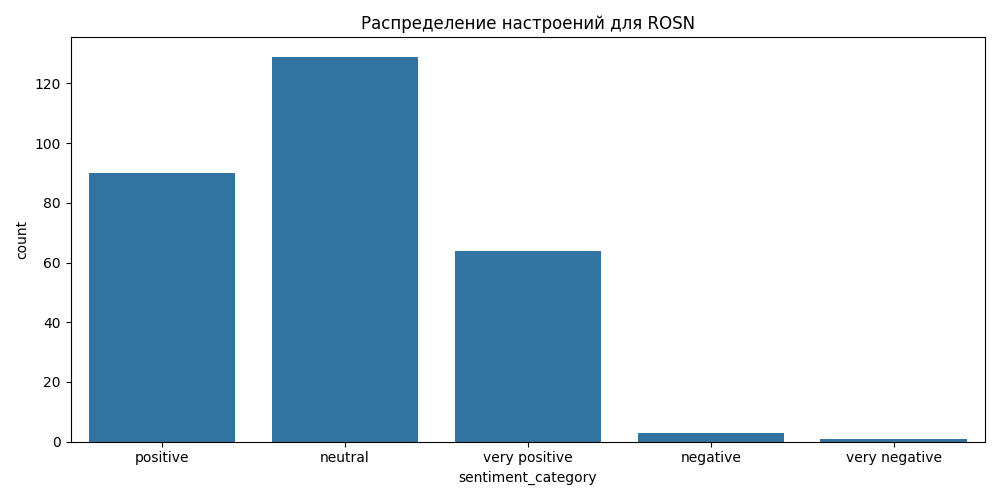 Распределение настроений для ROSN
count
120
100
80
60
40
20
0
positive neutral very positive negative very negative
sentiment_category